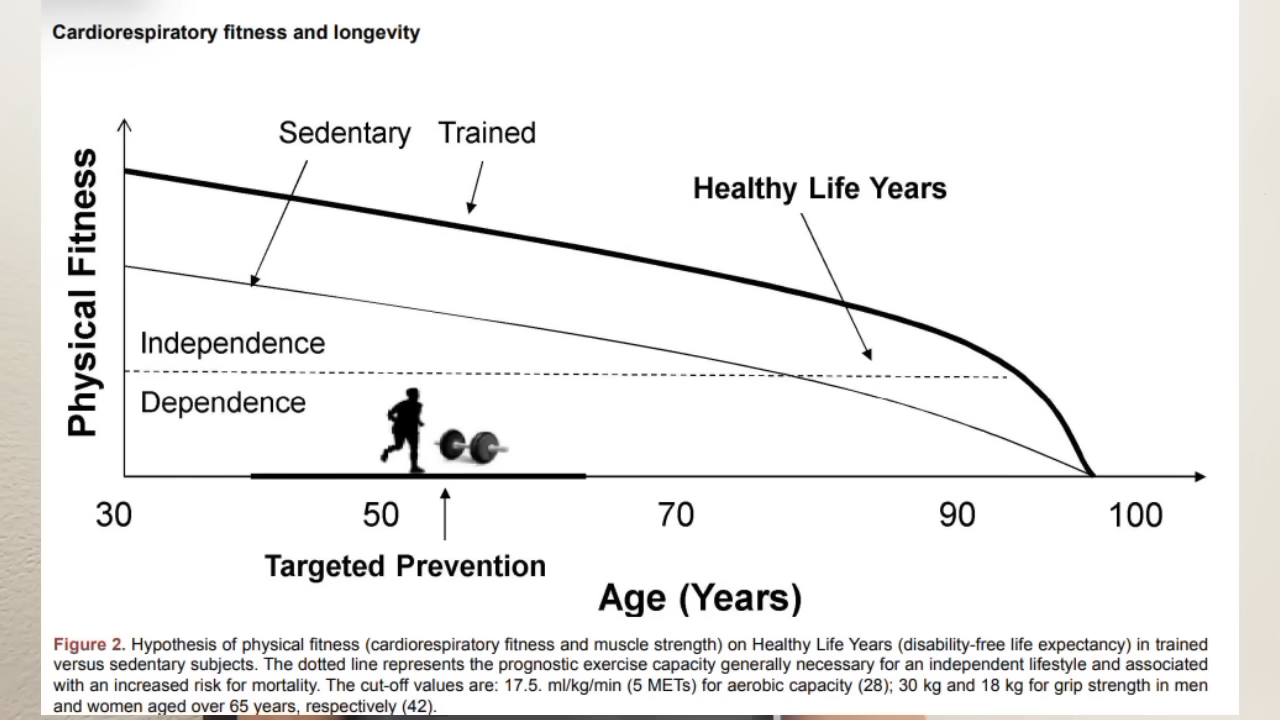 Cardiorespiratory fitness and longevity
Sedentary Trained
Healthy Life Years
Physical Fitness
Independence
Dependence
30 50 70 90 100
Targeted Prevention
Age (Years)
Figure 2. Hypothesis of physical fitness (cardiorespiratory fitness and muscle strength) on Healthy Life Years (disability-free life expectancy) in trained
versus sedentary subjects. The dotted line represents the prognostic exercise capacity generally necessary for an independent lifestyle and associated
with an increased risk for mortality. The cut-off values are: 17.5. ml/kg/min (5 METs) for aerobic capacity (28); 30 kg and 18 kg for grip strength in men
and women aged over 65 years, respectively (42).